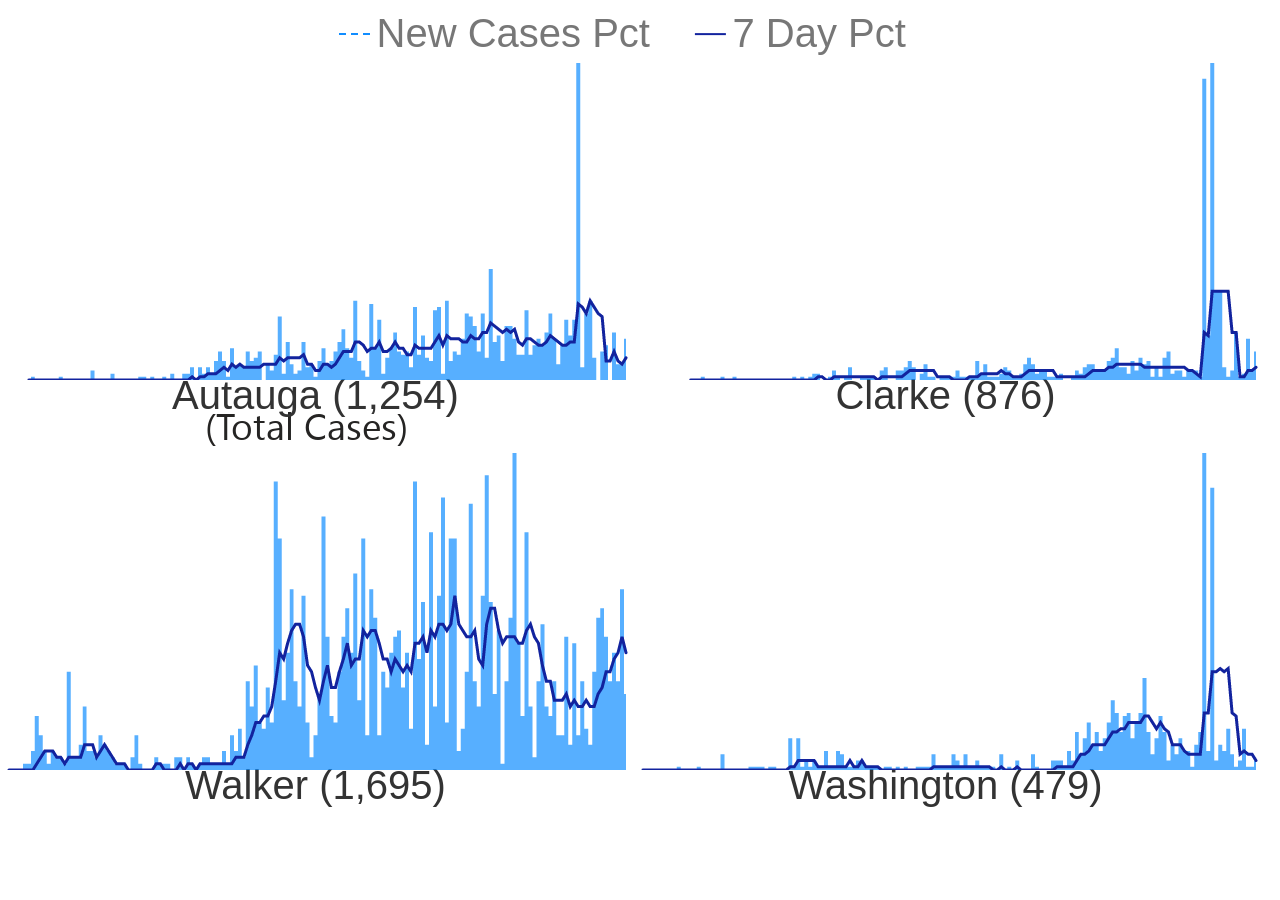 New Cases Pct 7 Day Pct
Autauga (1,254) Clarke (876)
(Total Cases)
Walker (1,695) Washington (479)